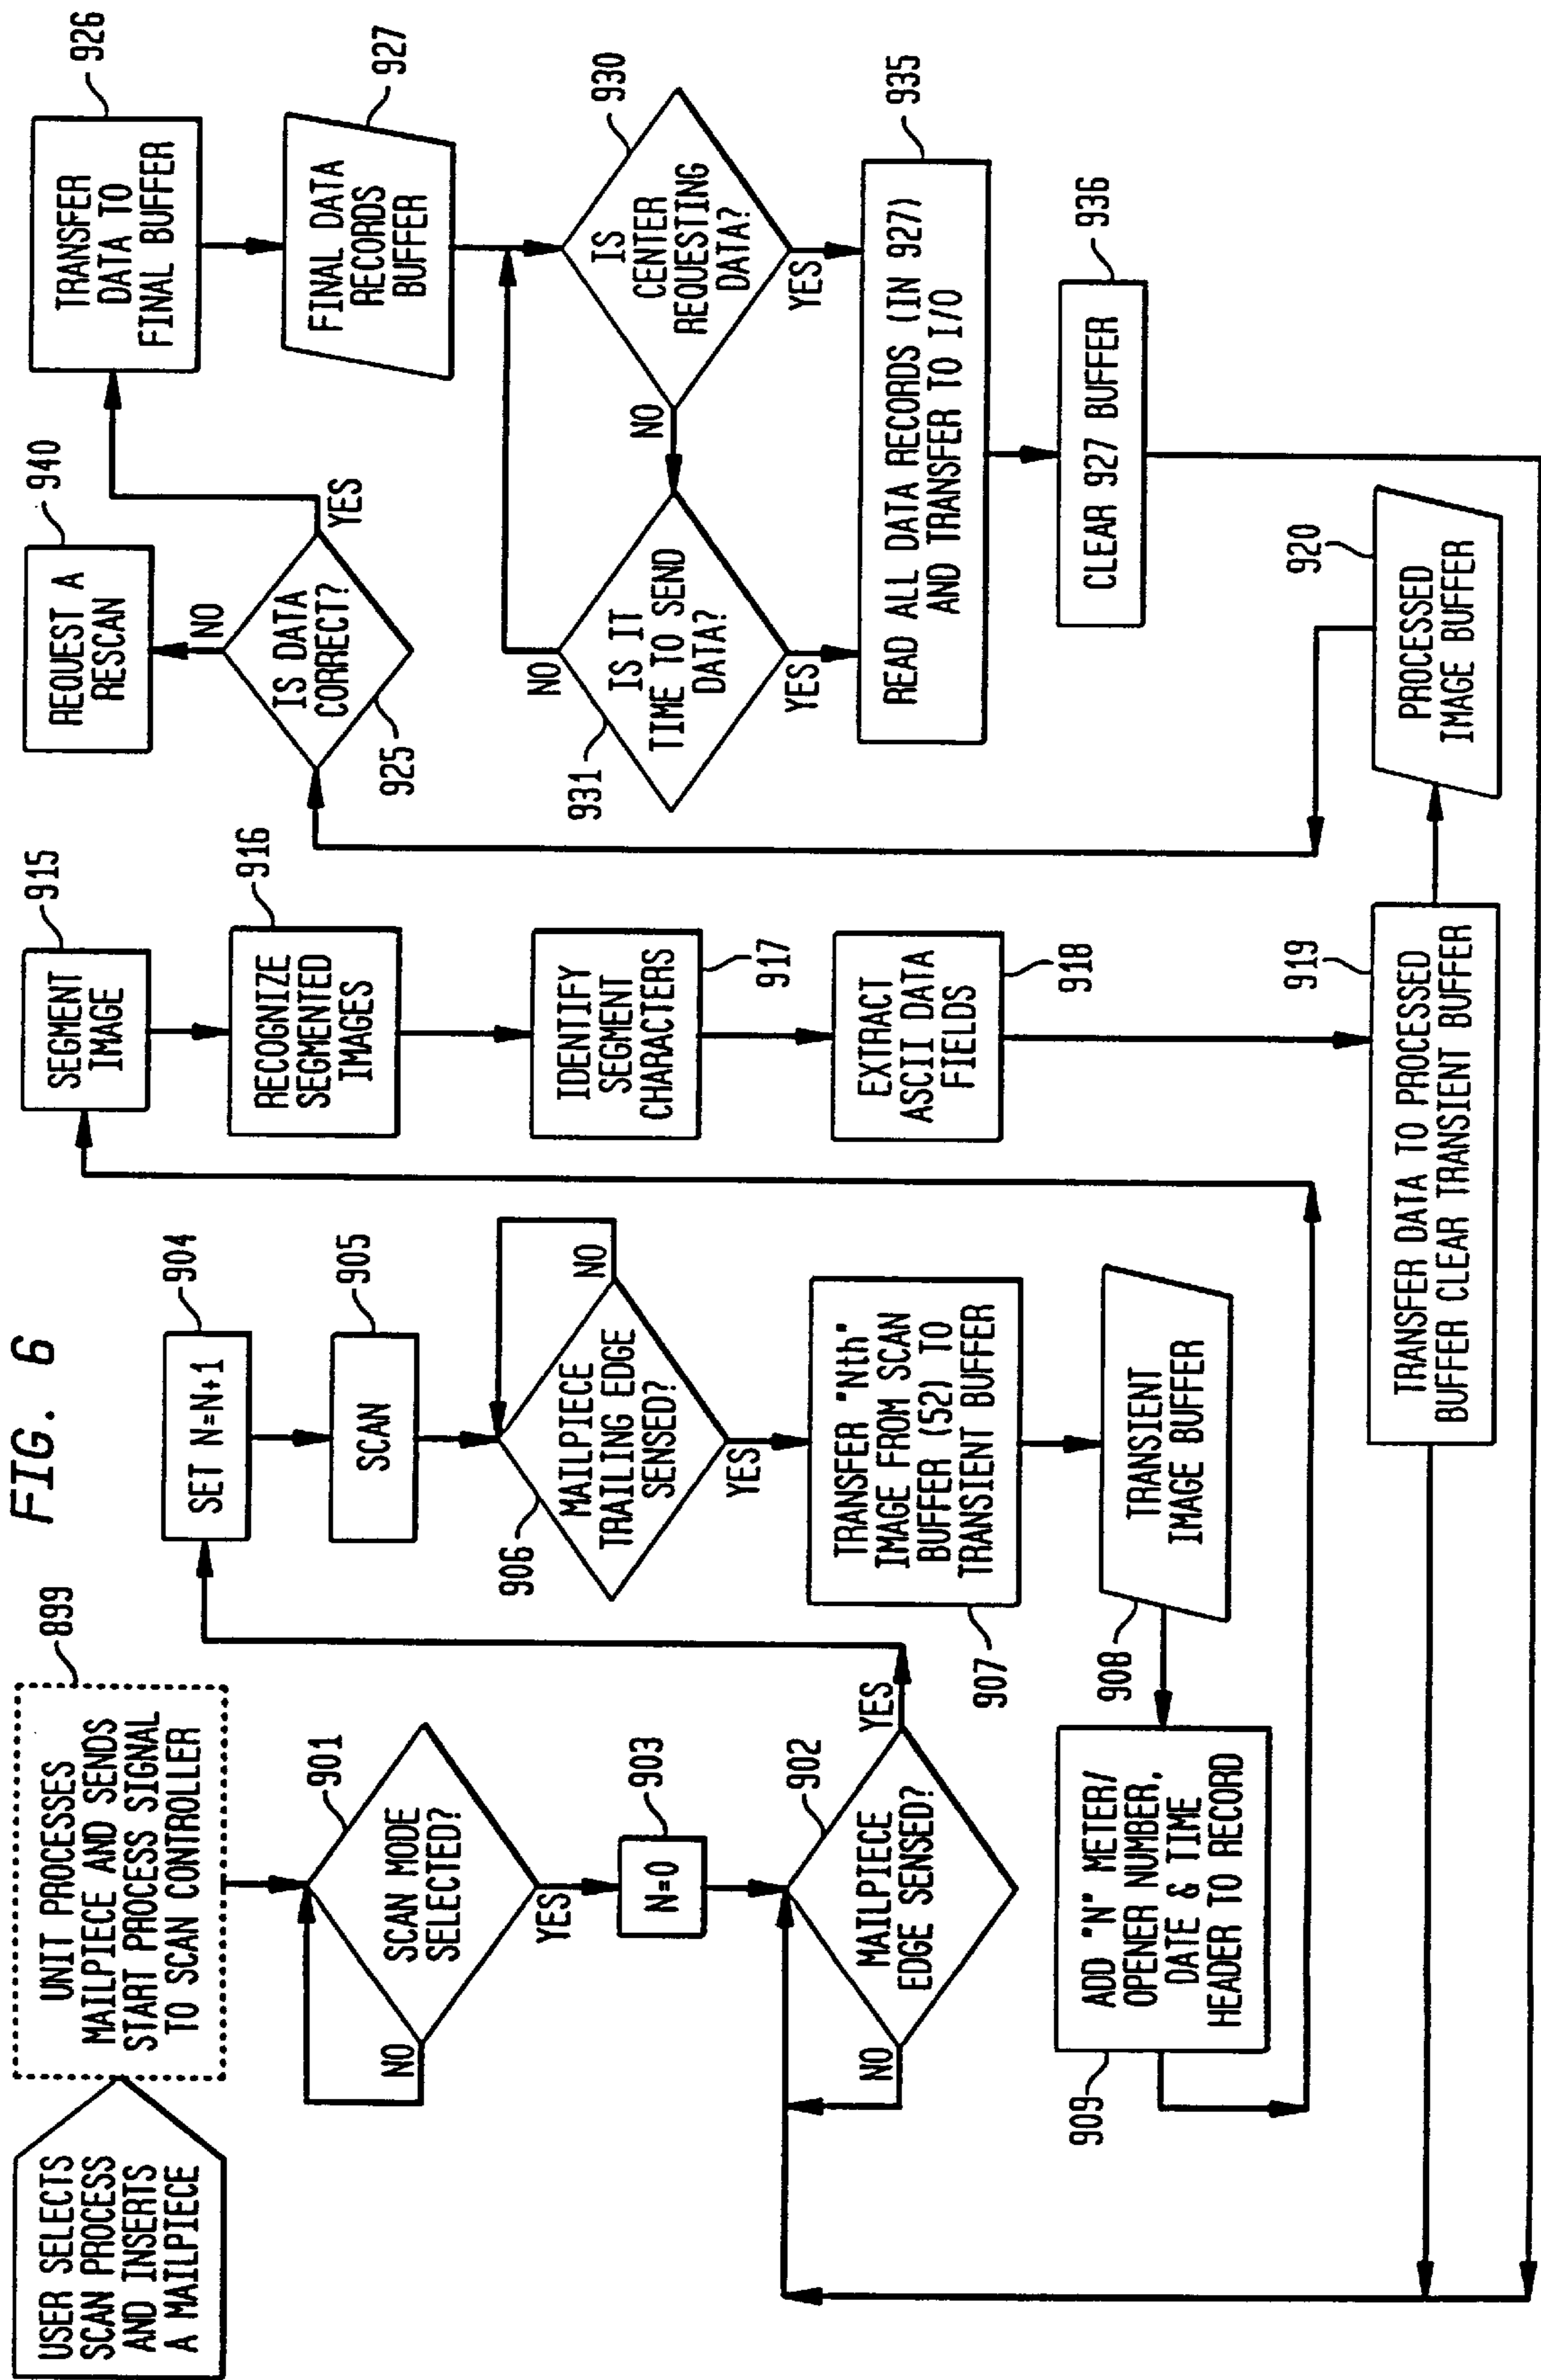 FIG. 6
USER SELECTS
SCAN PROCESS
AND INSERTS
A MAILPIECE
UNIT PROCESSES
MAILPIECE AND SENDS
START PROCESS SIGNAL
TO SCAN CONTROLLER
899
SCAN MODE
SELECTED?
901
NO
YES
N=0
903
MAILPIECE
EDGE SENSED?
902
NO
YES
SET N=N+1
904
SCAN
905
MAILPIECE
TRAILING EDGE
SENSED?
906
NO
YES
TRANSFER "Nth"
IMAGE FROM SCAN
BUFFER (52) TO
TRANSIENT BUFFER
907
TRANSIENT
IMAGE BUFFER
908
ADD "N" METER/
OPENER NUMBER,
DATE & TIME
HEADER TO RECORD
909
SEGMENT
IMAGE
915
RECOGNIZE
SEGMENTED
IMAGES
916
IDENTIFY
SEGMENT
CHARACTERS
917
EXTRACT
ASCII DATA
FIELDS
918
TRANSFER DATA TO PROCESSED
BUFFER CLEAR TRANSIENT BUFFER
919
PROCESSED
IMAGE BUFFER
920
IS DATA
CORRECT?
925
NO
YES
REQUEST A
RESCAN
940
TRANSFER
DATA TO
FINAL BUFFER
926
FINAL DATA
RECORDS
BUFFER
927
IS
CENTER
REQUESTING
DATA?
930
NO
YES
IS IT
TIME TO SEND
DATA?
931
NO
YES
READ ALL DATA RECORDS (IN 927)
AND TRANSFER TO I/O
935
CLEAR 927 BUFFER
936